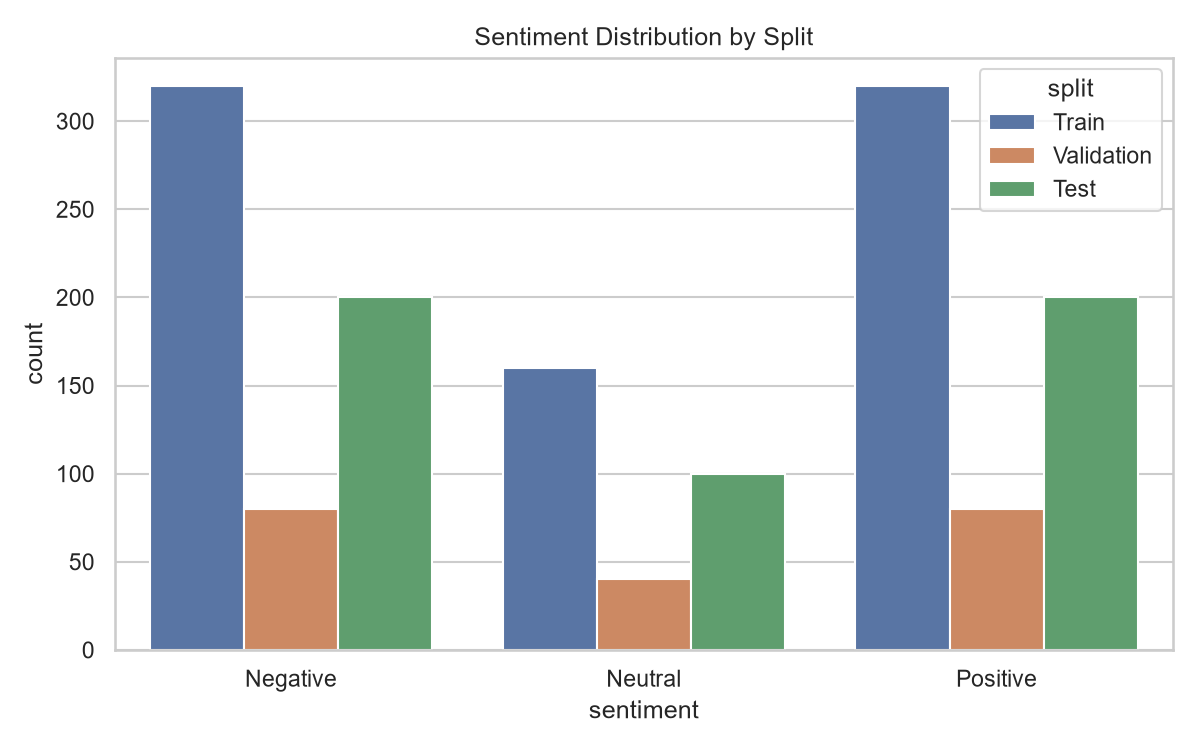 Sentiment Distribution by Split
split
Train
Validation
Test
count
300
250
200
150
100
50
0
Negative Neutral Positive
sentiment